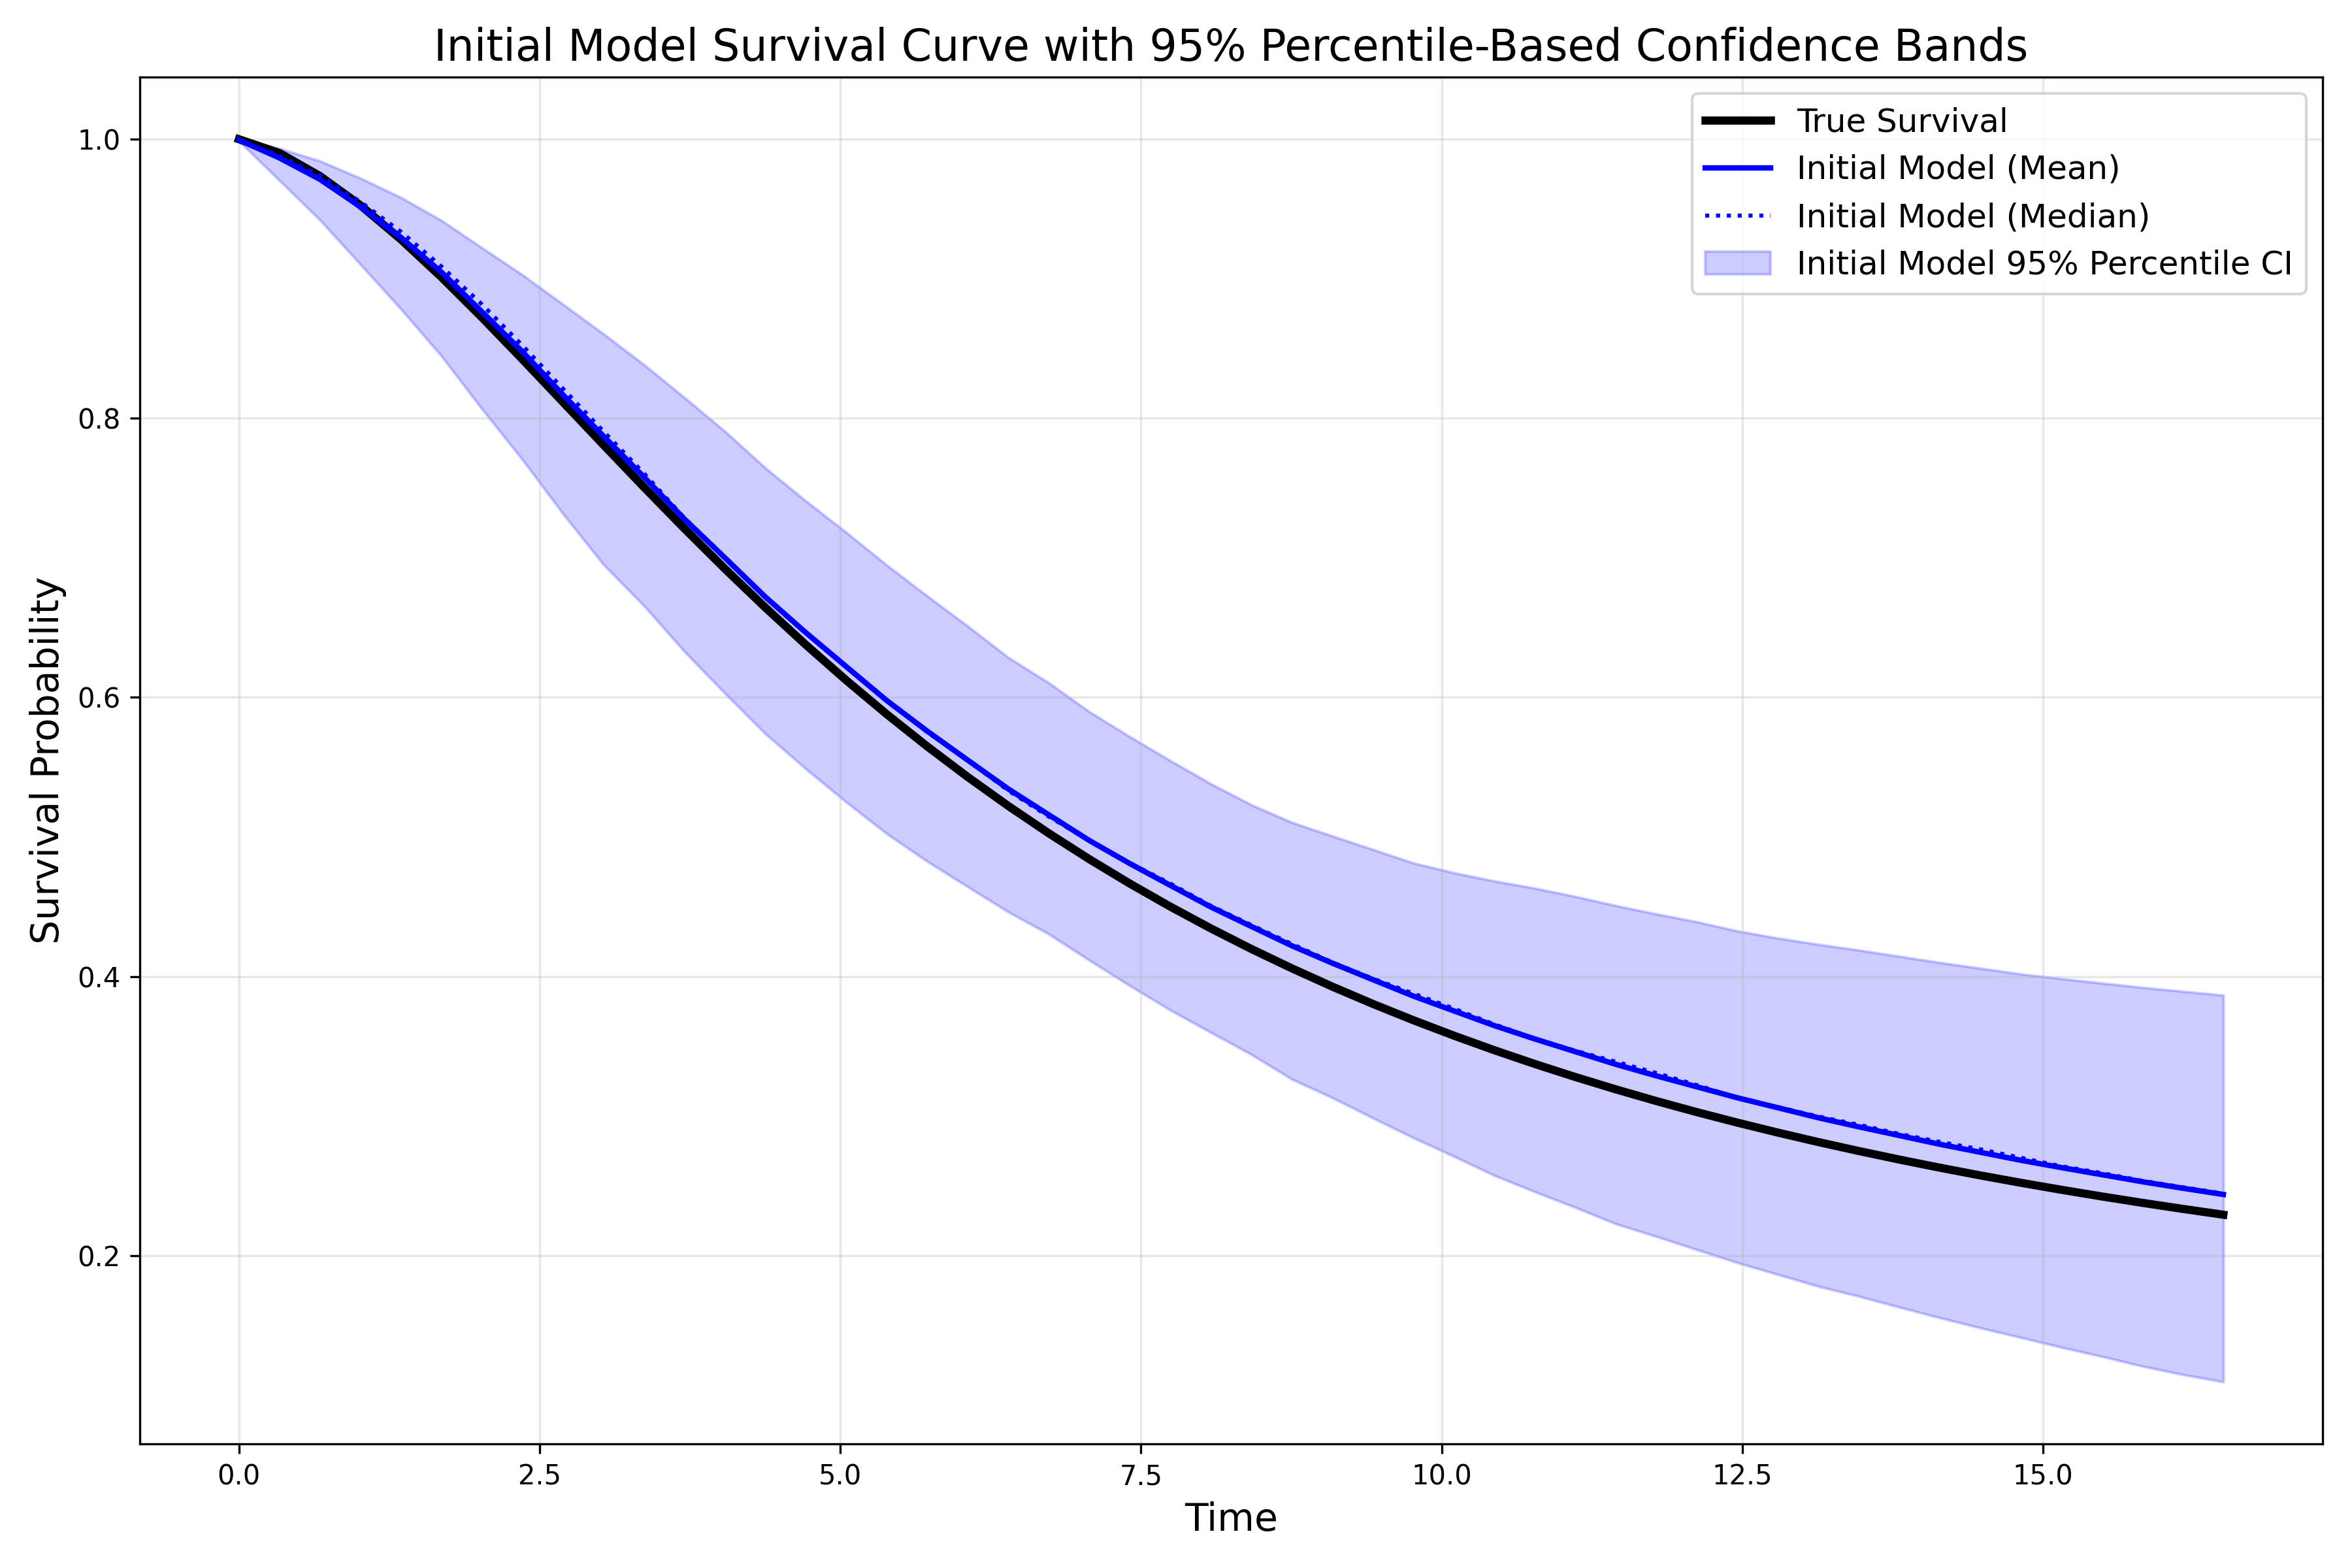 Initial Model Survival Curve with 95% Percentile-Based Confidence Bands
True Survival
Initial Model (Mean)
Initial Model (Median)
Initial Model 95% Percentile CI
Survival Probability
1.0
0.8
0.6
0.4
0.2
0.0 2.5 5.0 7.5 10.0 12.5 15.0
Time